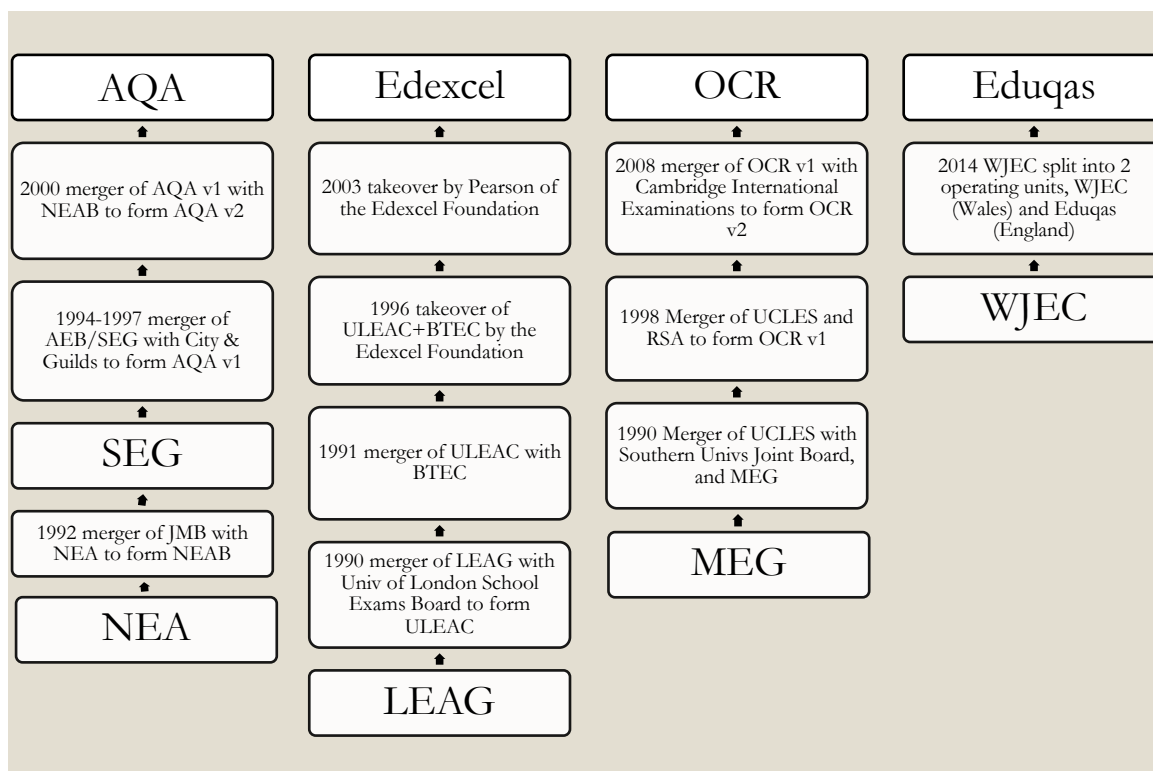 AQA
2000 merger of AQA v1 with
NEAB to form AQA v2
1994-1997 merger of
AEB/SEG with City &
Guilds to form AQA v1
SEG
1992 merger of JMB with
NEA to form NEAB
NEA
Edexcel
2003 takeover by Pearson of
the Edexcel Foundation
1996 takeover of
ULEAC+BTEC by the
Edexcel Foundation
1991 merger of ULEAC with
BTEC
1990 merger of LEAG with
Univ of London School
Exams Board to form
ULEAC
LEAG
OCR
2008 merger of OCR v1 with
Cambridge International
Examinations to form OCR
v2
1998 Merger of UCLES and
RSA to form OCR v1
1990 Merger of UCLES with
Southern Univs Joint Board,
and MEG
MEG
Eduqas
2014 WJEC split into 2
operating units, WJEC
(Wales) and Eduqas
(England)
WJEC